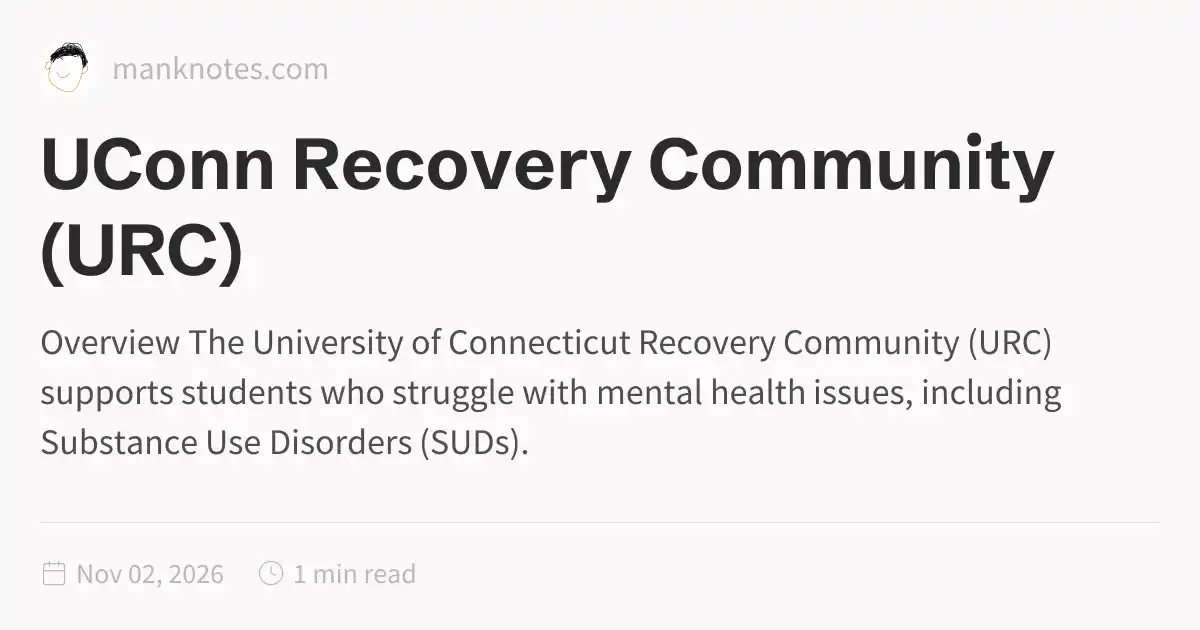 manknotes.com
UConn Recovery Community
(URC)
Overview The University of Connecticut Recovery Community (URC)
supports students who struggle with mental health issues, including
Substance Use Disorders (SUDs).
Nov 02, 2026 1 min read